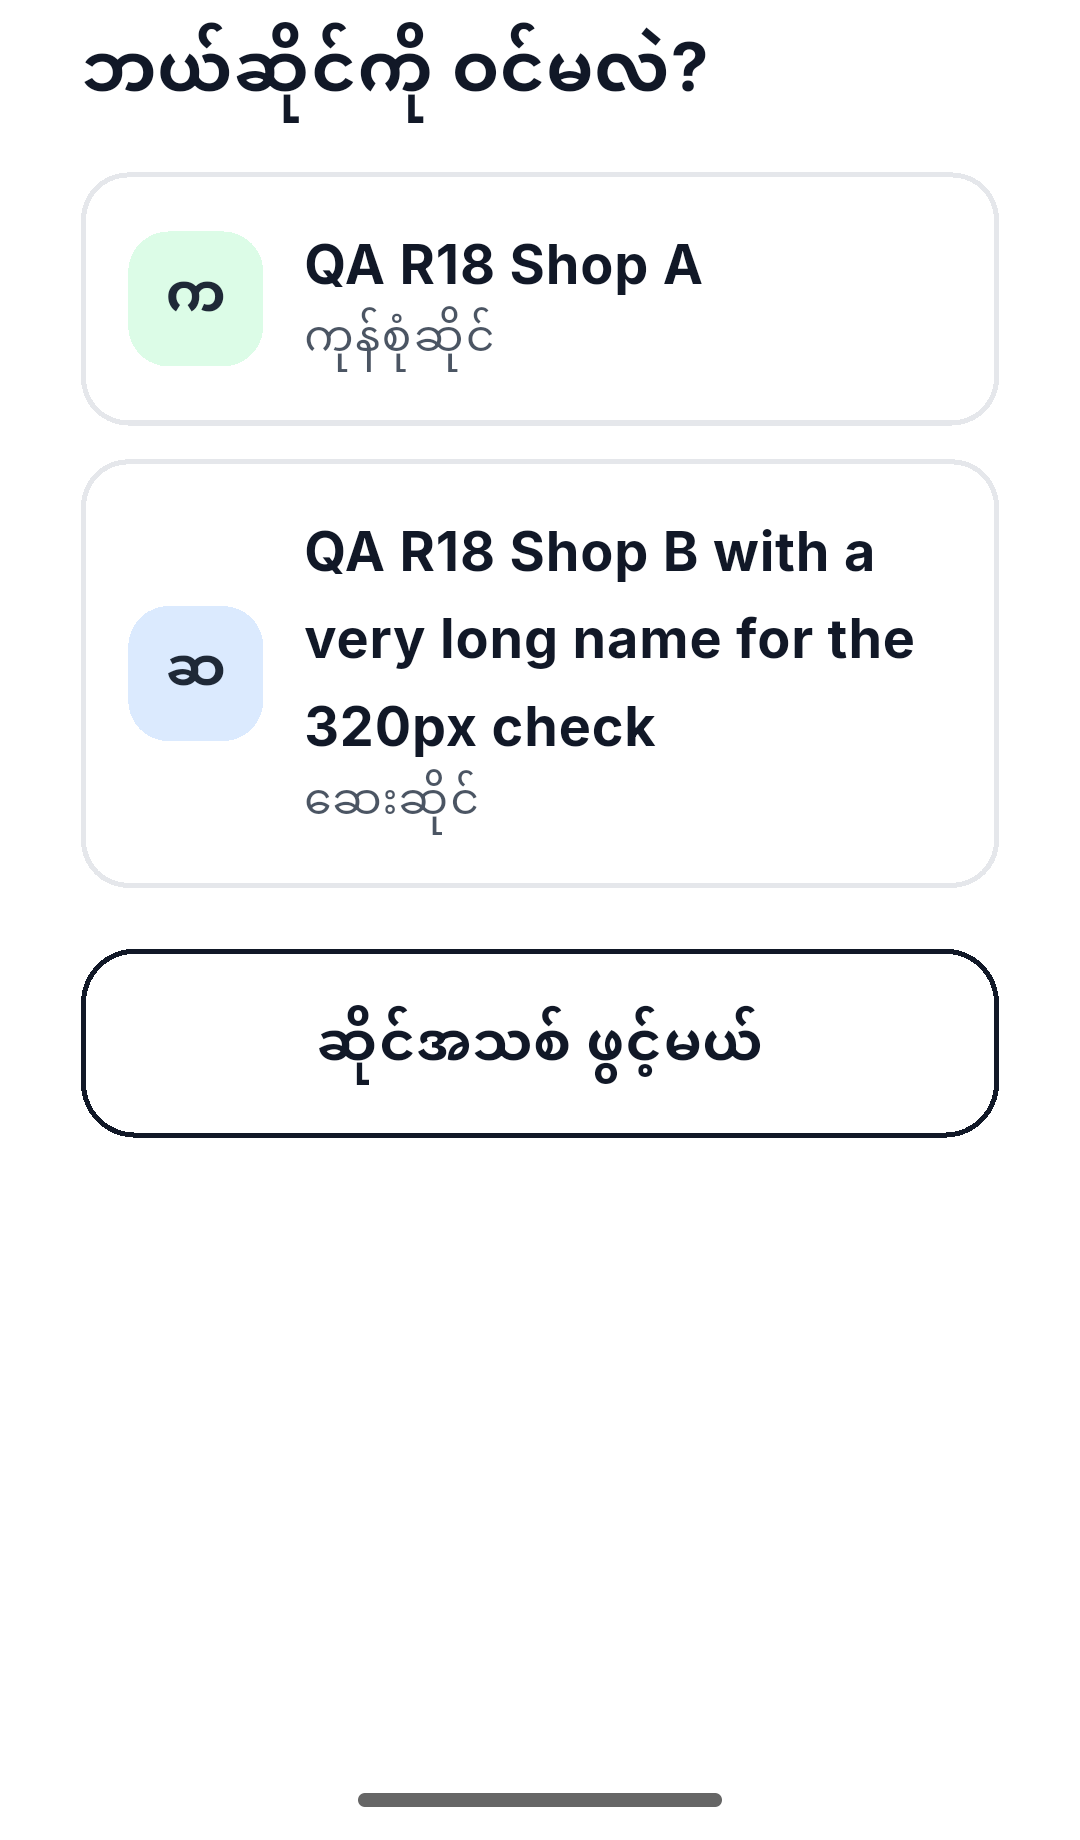 ဘယ်ဆိုင်ကို ဝင်မလဲ?
က
QA R18 Shop A
ကုန်စုံဆိုင်
ဆ
QA R18 Shop B with a
very long name for the
320px check
ဆေးဆိုင်
ဆိုင်အသစ် ဖွင့်မယ်